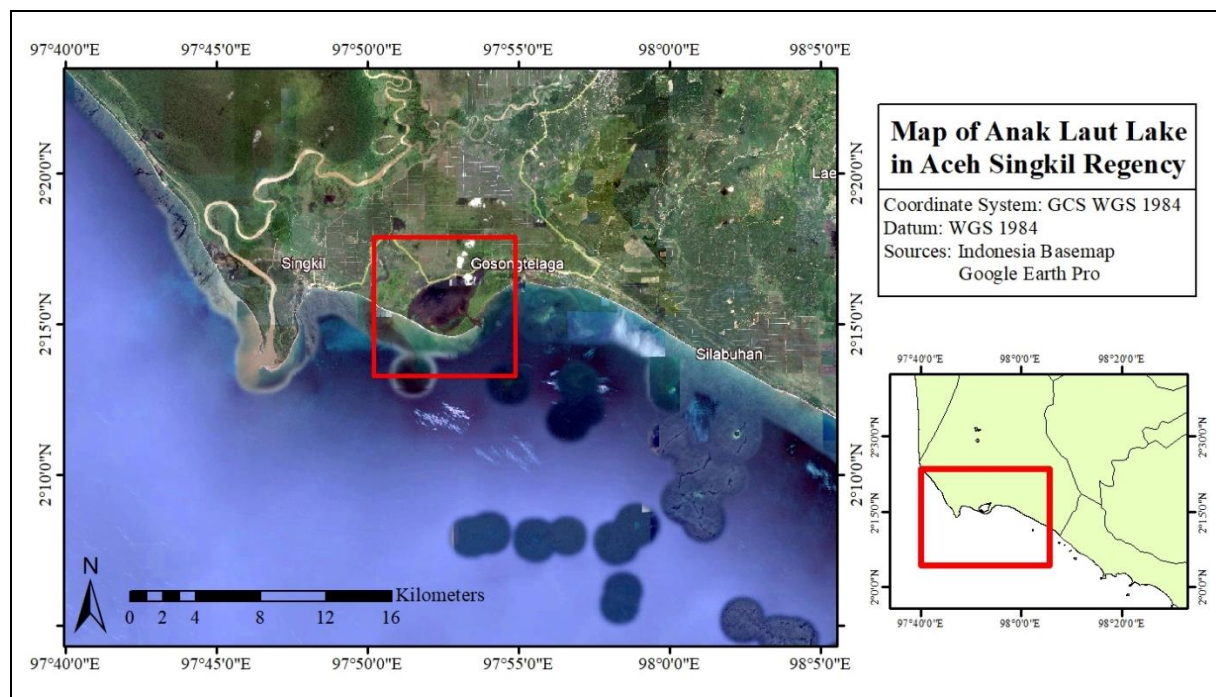 97°40'0"E 97°45'0"E 97°50'0"E 97°55'0"E 98°0'0"E 98°5'0"E
2°20'0"N
2°15'0"N
2°10'0"N
Lae
Singkil
Gosongtelaga
Silabuhan
2°20'0"N
2°15'0"N
2°10'0"N
N
Kilometers
0 2 4 8 12 16
97°40'0"E 97°45'0"E 97°50'0"E 97°55'0"E 98°0'0"E 98°5'0"E
Map of Anak Laut Lake
in Aceh Singkil Regency
Coordinate System: GCS WGS 1984
Datum: WGS 1984
Sources: Indonesia Basemap
Google Earth Pro
97°40'0"E 98°0'0"E 98°20'0"E
2°30'0"N
2°15'0"N
2°0'0"N
2°30'0"N
2°15'0"N
2°0'0"N
97°40'0"E 98°0'0"E 98°20'0"E